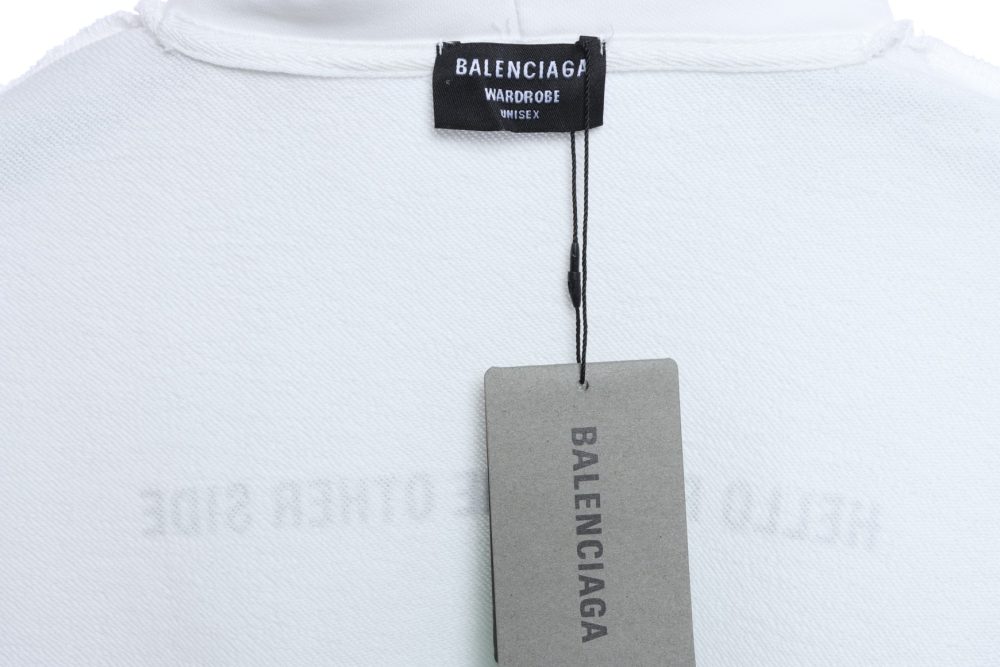 BALENCIAGA
WARDROBE
UNISEX
BALENCIAGA
HELLO E OTHER SIDE